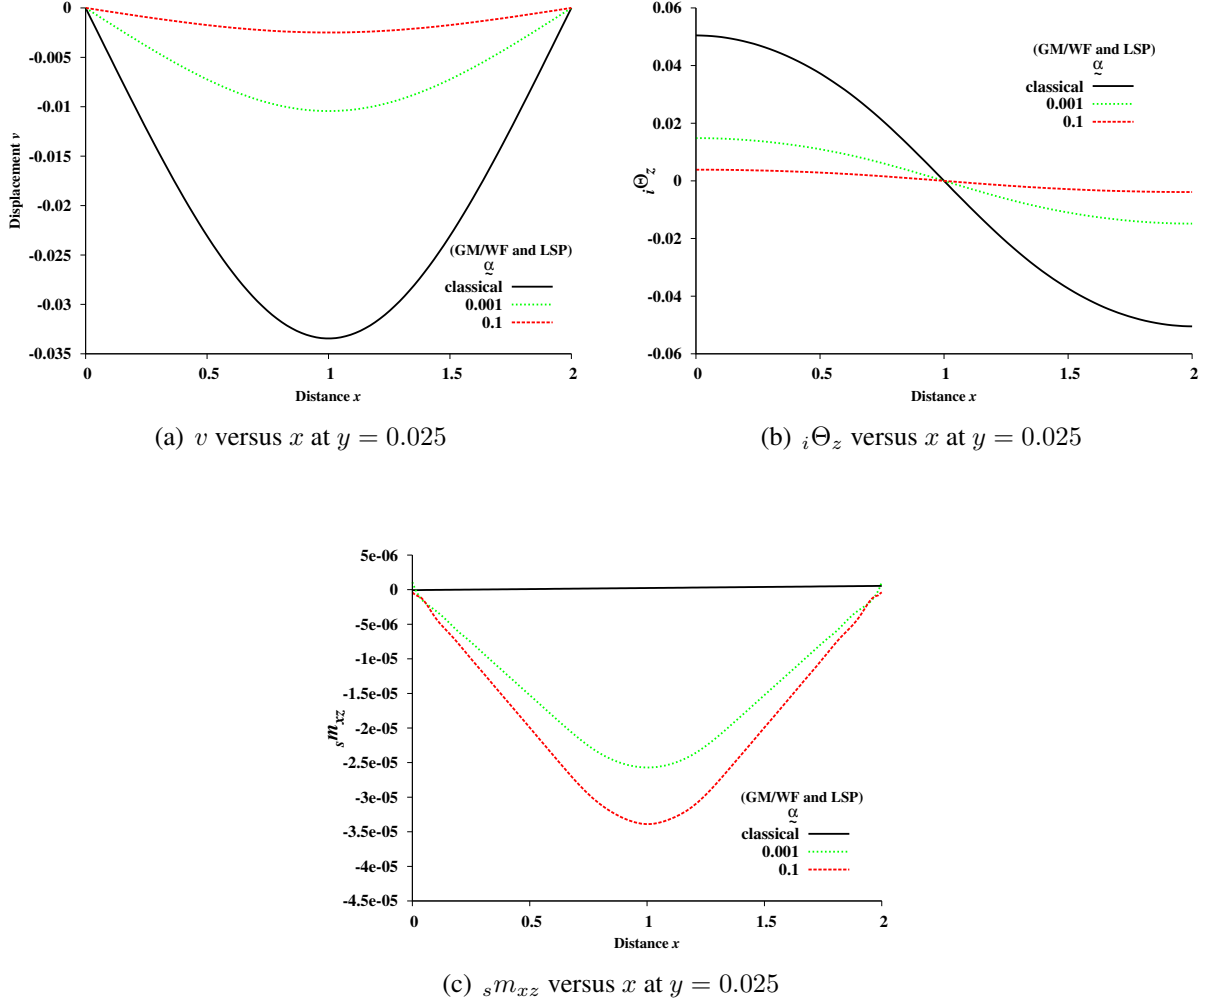 0
-0.005
-0.01
-0.015
-0.02
-0.025
-0.03
-0.035
Displacement v
0 0.5 1 1.5 2
Distance x
(GM/WF and LSP)
α̰
classical
0.001
0.1
(a) v versus x at y = 0.025
0.06
0.04
0.02
0
-0.02
-0.04
-0.06
iΘz
0 0.5 1 1.5 2
Distance x
(GM/WF and LSP)
α̰
classical
0.001
0.1
(b) iΘz versus x at y = 0.025
5e-06
0
-5e-06
-1e-05
-1.5e-05
-2e-05
-2.5e-05
-3e-05
-3.5e-05
-4e-05
-4.5e-05
smxz
0 0.5 1 1.5 2
Distance x
(GM/WF and LSP)
α̰
classical
0.001
0.1
(c) smxz versus x at y = 0.025